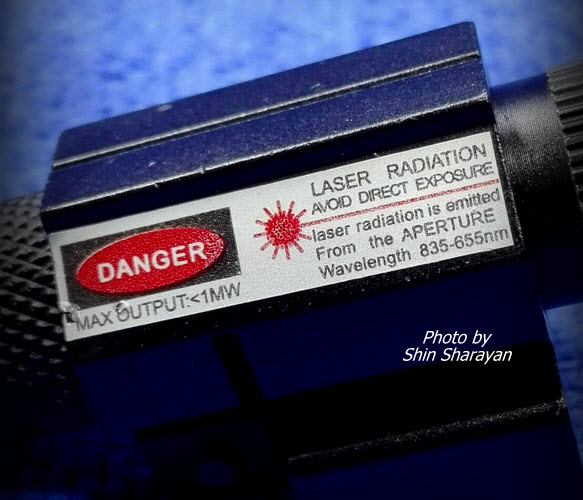 DANGER
MAX OUTPUT:<1MW
LASER RADIATION
AVOID DIRECT EXPOSURE
laser radiation is emitted
From the APERTURE
Wavelength 835-655nm
Photo by
Shin Sharayan